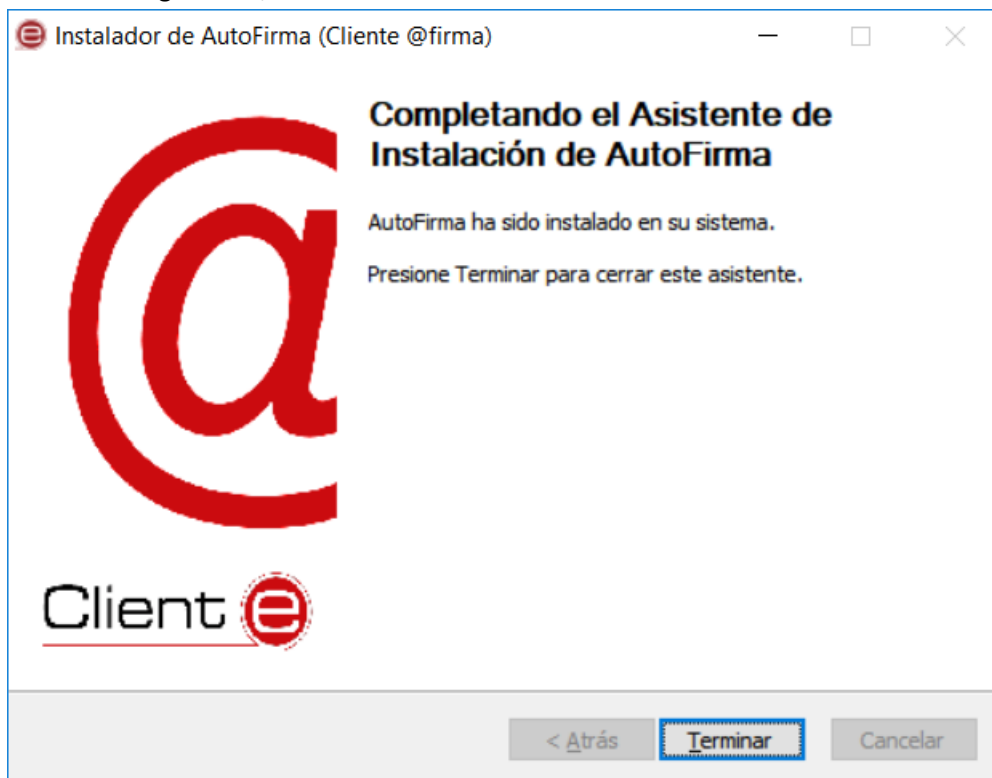 Instalador de AutoFirma (Cliente @firma)
Completando el Asistente de
Instalación de AutoFirma
AutoFirma ha sido instalado en su sistema.
Presione Terminar para cerrar este asistente.
@
Client e
< Atrás
Terminar
Cancelar